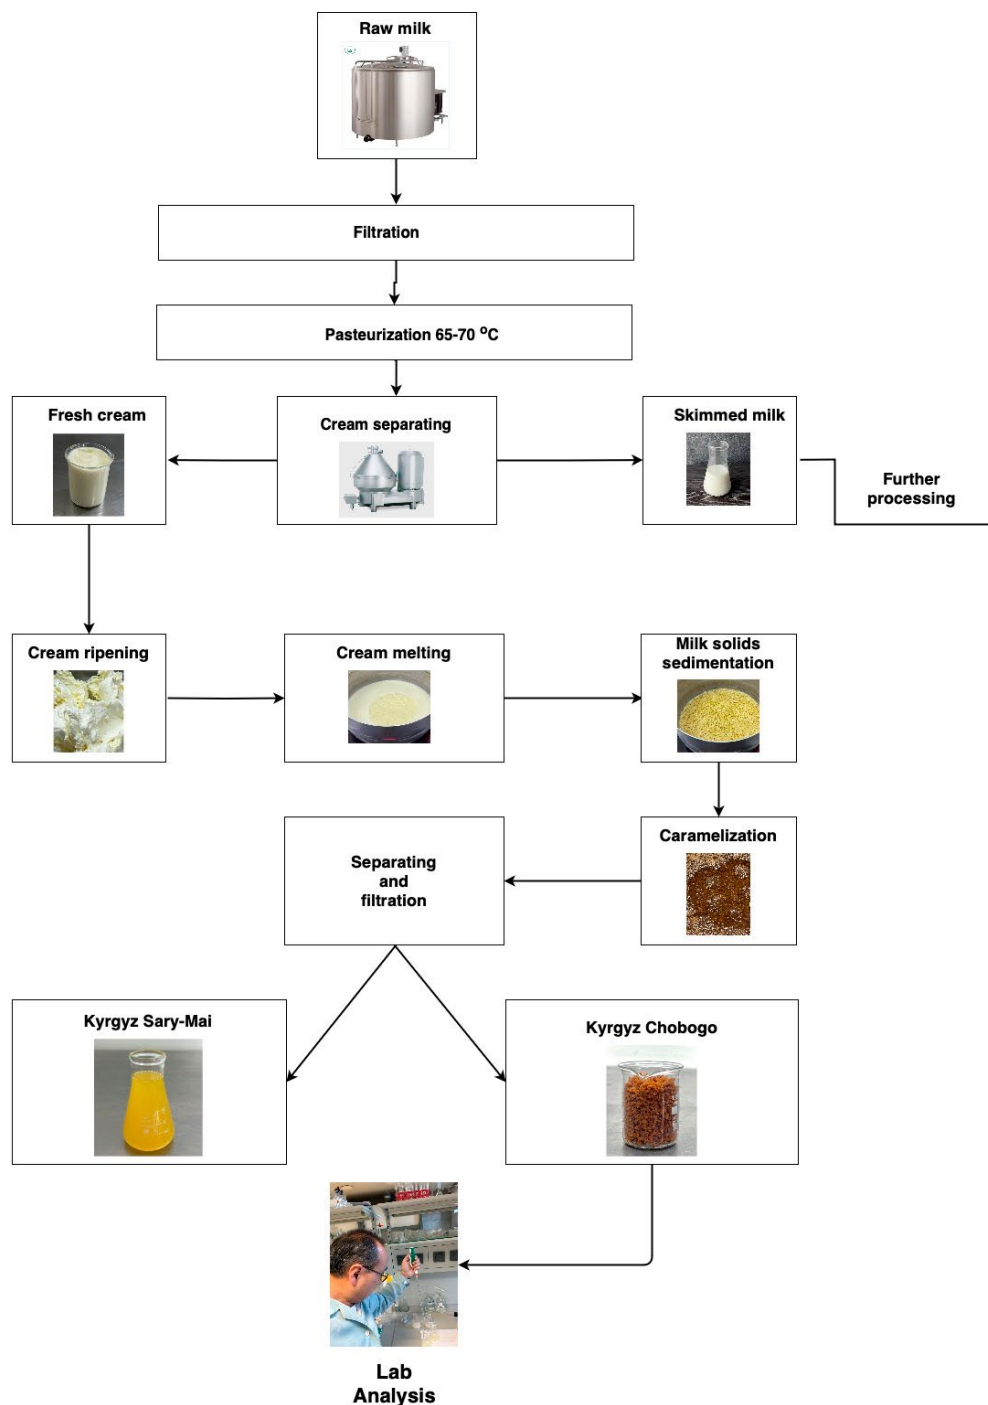 Raw milk
Filtration
Pasteurization 65-70 ºC
Fresh cream
Cream separating
Skimmed milk
Further
processing
Cream ripening
Cream melting
Milk solids
sedimentation
Separating
and
filtration
Caramelization
Kyrgyz Sary-Mai
Kyrgyz Chobogo
Lab
Analysis